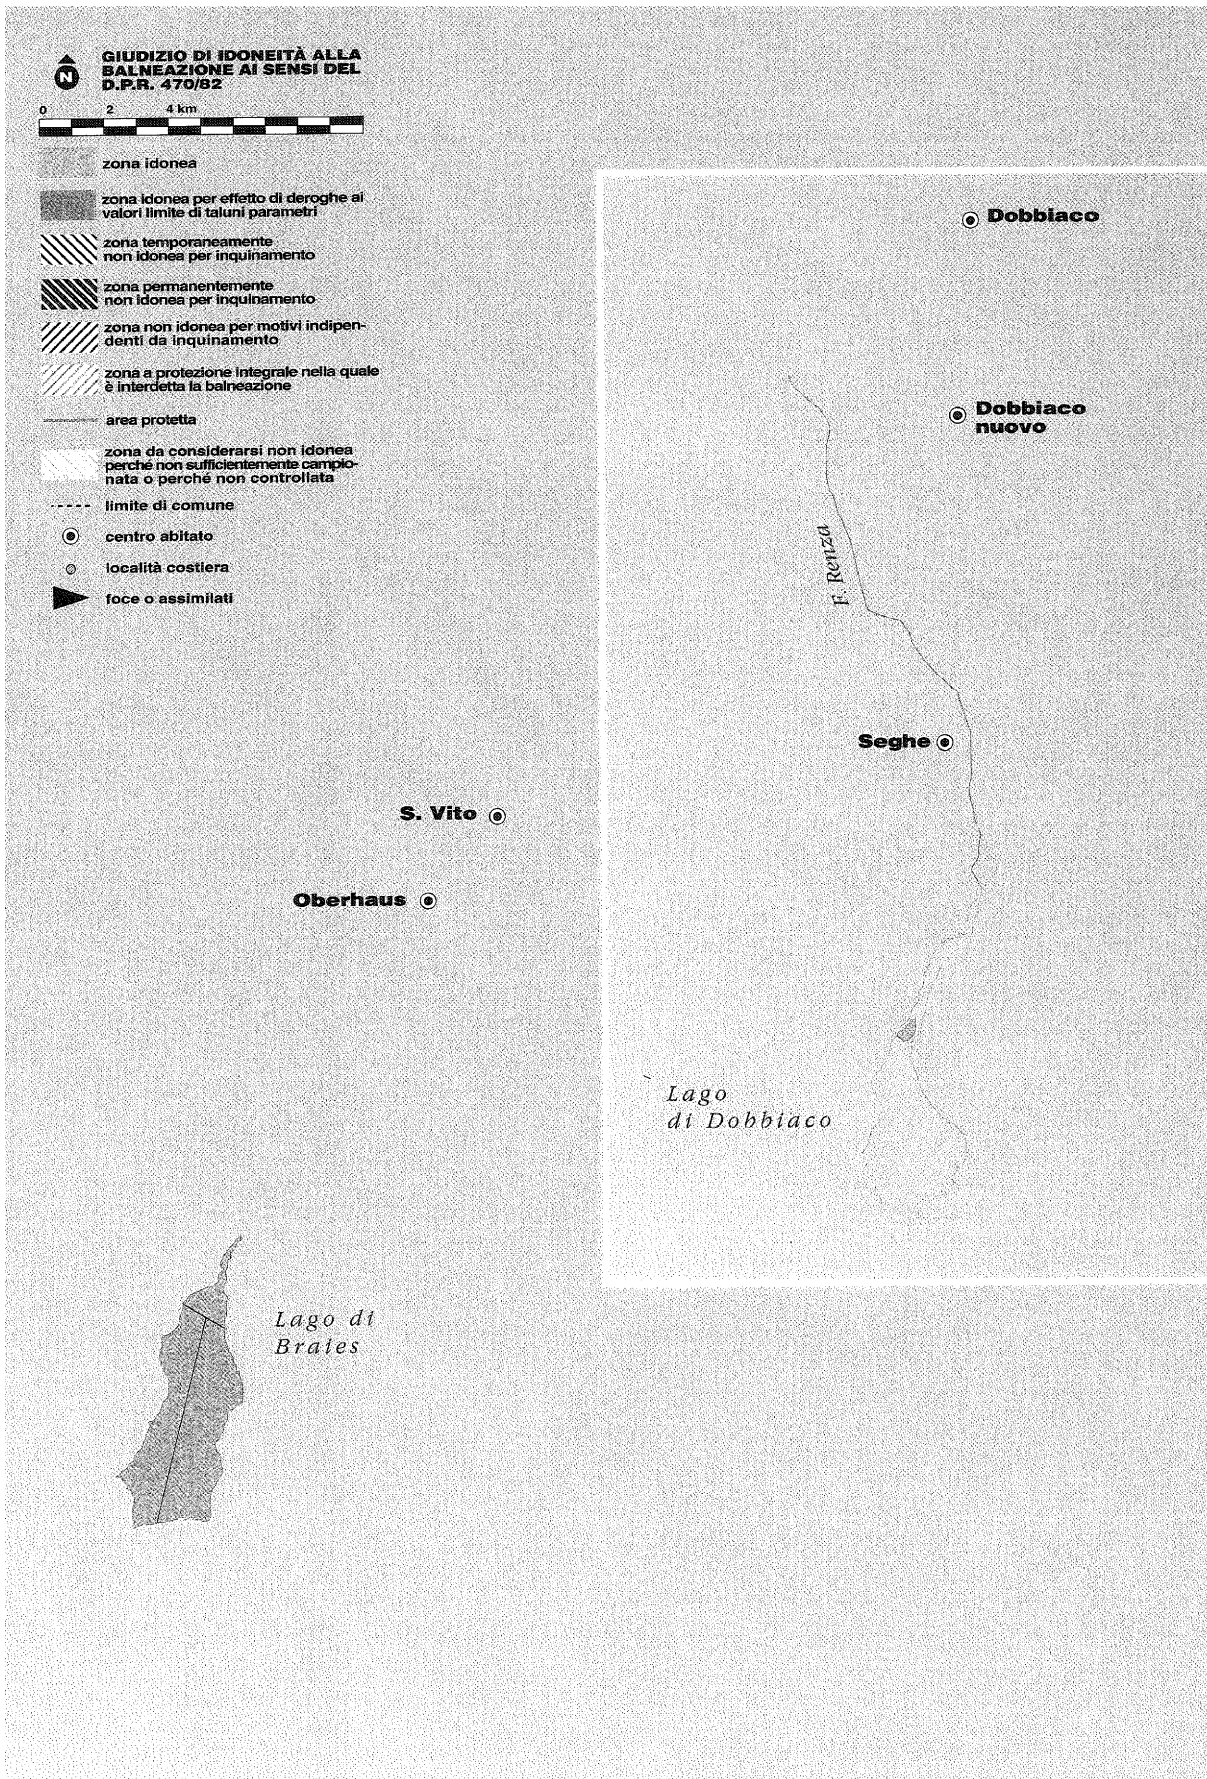 N
GIUDIZIO DI IDONEITÀ ALLA
BALNEAZIONE AI SENSI DEL
D.P.R. 470/82
0 2 4 km
zona idonea
zona idonea per effetto di deroghe ai
valori limite di taluni parametri
zona temporaneamente
non idonea per inquinamento
zona permanentemente
non idonea per inquinamento
zona non idonea per motivi indipen-
denti da inquinamento
zona a protezione integrale nella quale
è interdetta la balneazione
area protetta
zona da considerarsi non idonea
perché non sufficientemente campio-
nata o perché non controllata
limite di comune
centro abitato
località costiera
foce o assimilati
Dobbiaco
Dobbiaco
nuovo
F. Renza
Seghe
S. Vito
Oberhaus
Lago
di Dobbiaco
Lago di
Braies